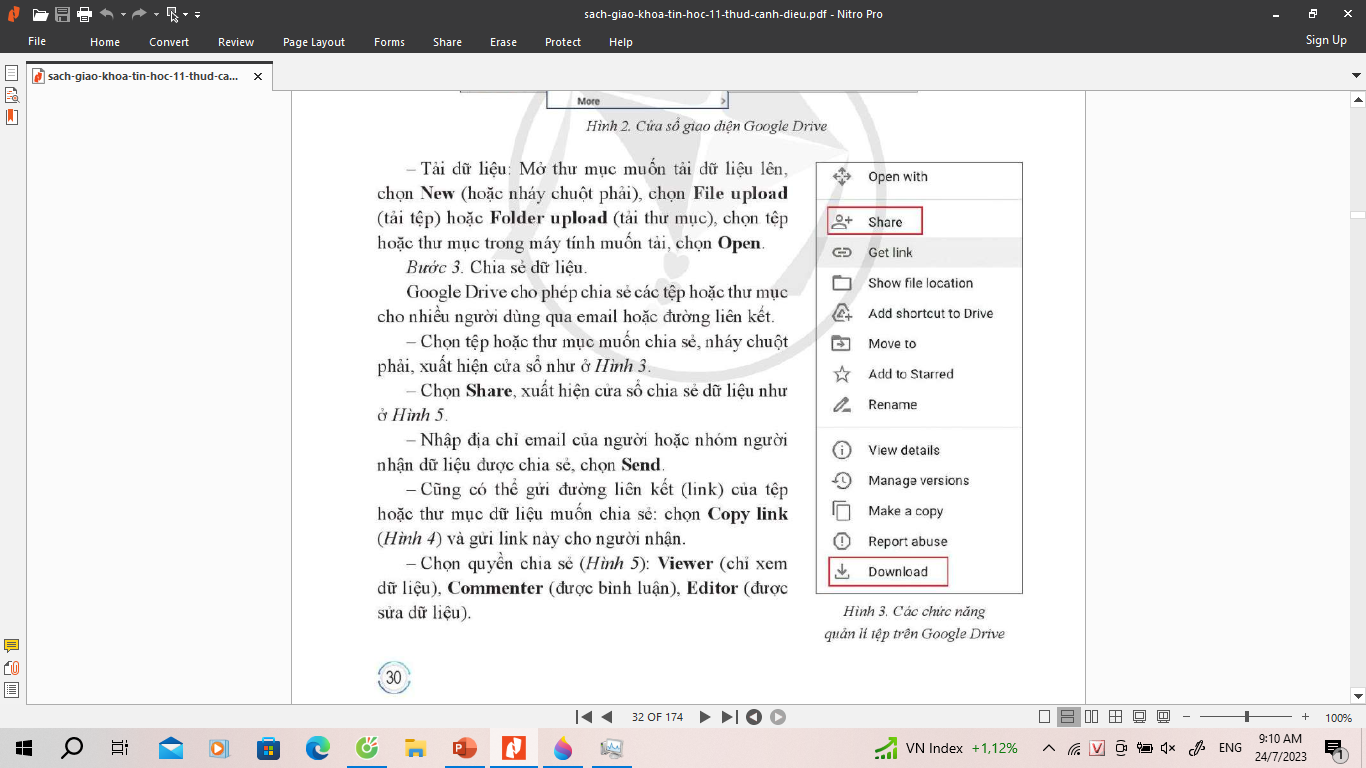 sach-giao-khoa-tin-hoc-11-thud-canh-dieu.pdf - Nitro Pro
File Home Convert Review Page Layout Forms Share Erase Protect Help Sign Up
sach-giao-khoa-tin-hoc-11-thud-ca...
More
Hình 2. Cửa sổ giao diện Google Drive
– Tải dữ liệu: Mở thư mục muốn tải dữ liệu lên,
chọn New (hoặc nháy chuột phải), chọn File upload
(tải tệp) hoặc Folder upload (tải thư mục), chọn tệp
hoặc thư mục trong máy tính muốn tải, chọn Open.
Bước 3. Chia sẻ dữ liệu.
Google Drive cho phép chia sẻ các tệp hoặc thư mục
cho nhiều người dùng qua email hoặc đường liên kết.
– Chọn tệp hoặc thư mục muốn chia sẻ, nháy chuột
phải, xuất hiện cửa sổ như ở Hình 3.
– Chọn Share, xuất hiện cửa sổ chia sẻ dữ liệu như
ở Hình 5.
– Nhập địa chỉ email của người hoặc nhóm người
nhận dữ liệu được chia sẻ, chọn Send.
– Cũng có thể gửi đường liên kết (link) của tệp
hoặc thư mục dữ liệu muốn chia sẻ: chọn Copy link
(Hình 4) và gửi link này cho người nhận.
– Chọn quyền chia sẻ (Hình 5): Viewer (chỉ xem
dữ liệu), Commenter (được bình luận), Editor (được
sửa dữ liệu).
30
Open with
Share
Get link
Show file location
Add shortcut to Drive
Move to
Add to Starred
Rename
View details
Manage versions
Make a copy
Report abuse
Download
Hình 3. Các chức năng
quản lí tệp trên Google Drive
32 OF 174
100%
VN Index +1,12%
ENG
9:10 AM
24/7/2023
1